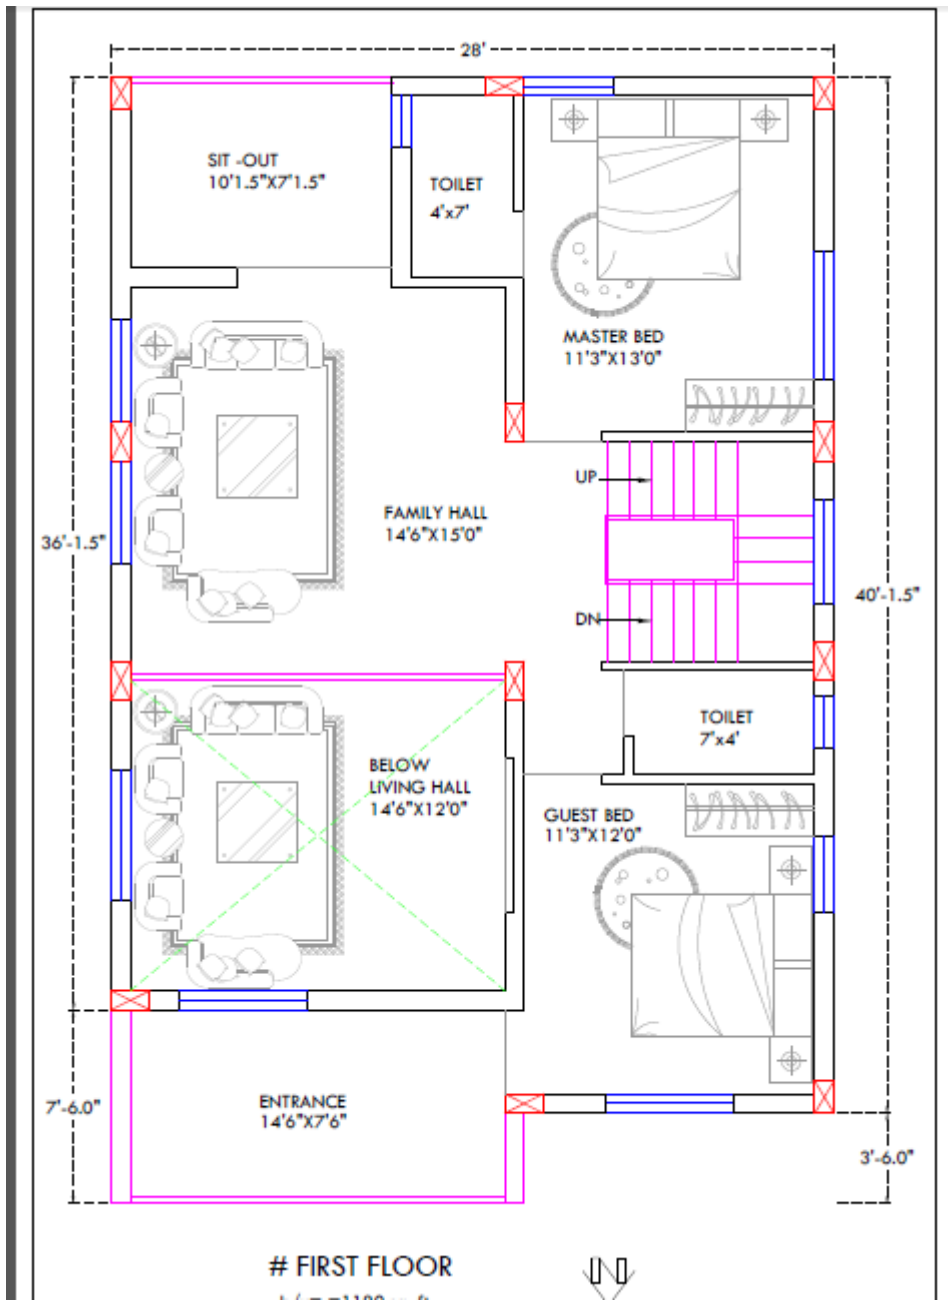 28'
SIT -OUT
10'1.5"X7'1.5"
TOILET
4'x7'
MASTER BED
11'3"X13'0"
UP
FAMILY HALL
14'6"X15'0"
36'-1.5"
40'-1.5"
DN
TOILET
7'x4'
BELOW
LIVING HALL
14'6"X12'0"
GUEST BED
11'3"X12'0"
ENTRANCE
14'6"X7'6"
7'-6.0"
3'-6.0"
# FIRST FLOOR
N